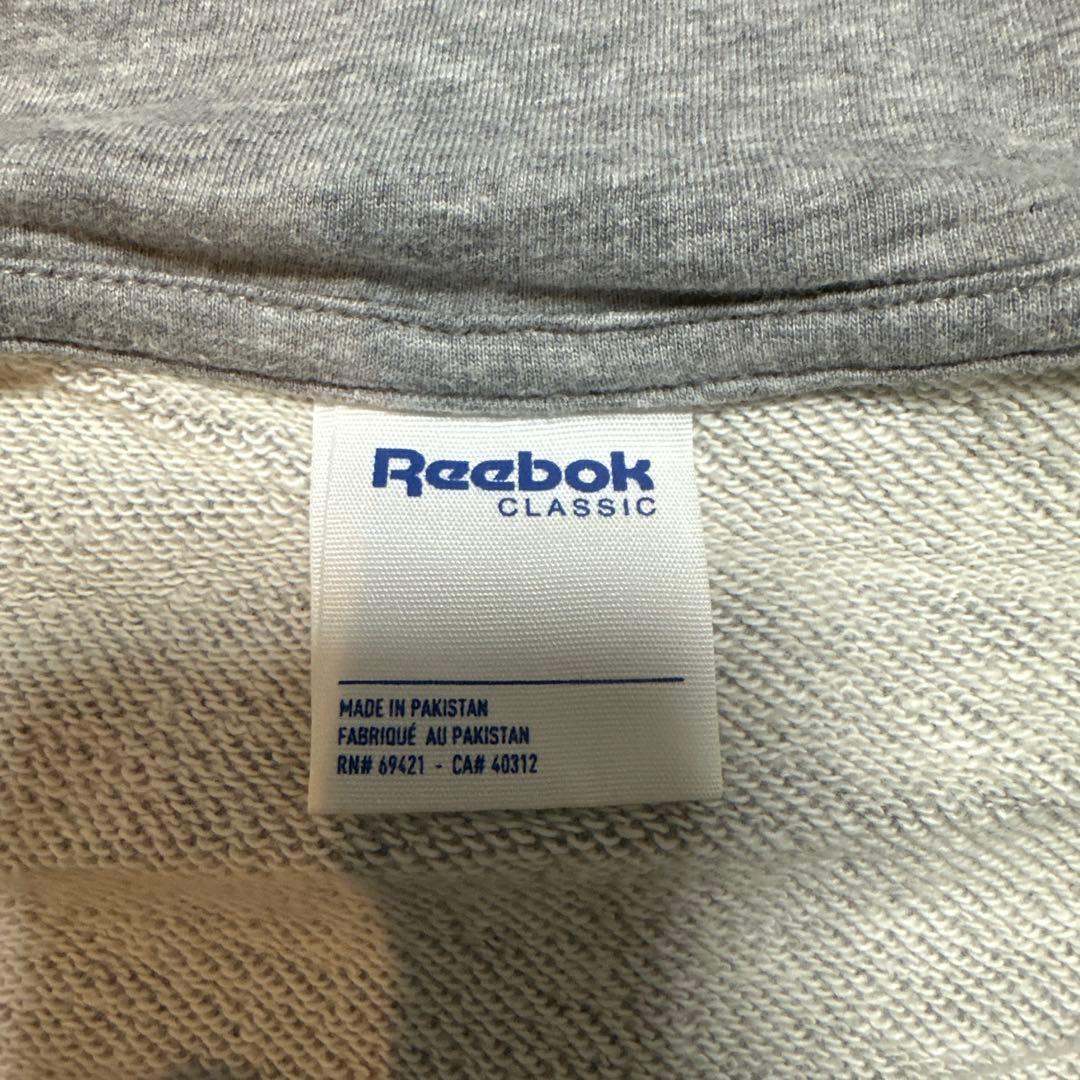 Reebok
CLASSIC
MADE IN PAKISTAN
FABRIQUÉ AU PAKISTAN
RN# 69421 - CA# 40312